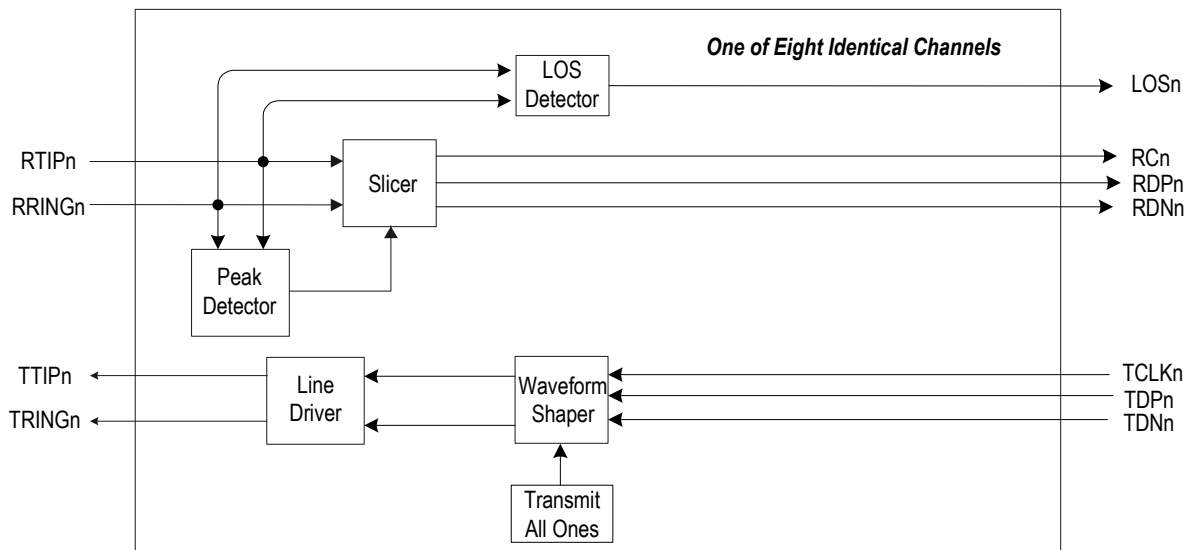 One of Eight Identical Channels
LOS
Detector
LOSn
RTIPn
RRINGn
Slicer
RCn
RDPn
RDNn
Peak
Detector
TTIPn
TRINGn
Line
Driver
Waveform
Shaper
TCLKn
TDPn
TDNn
Transmit
All Ones